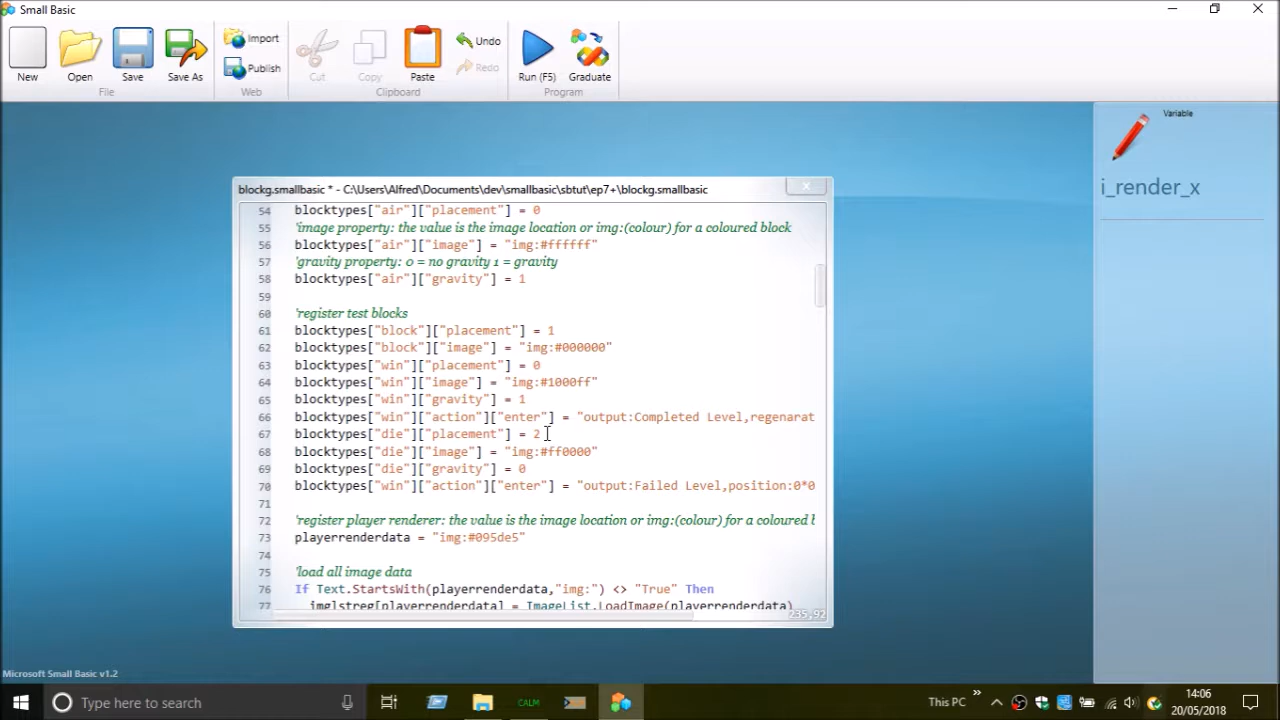 Small Basic
New
Open
Save
Save As
File
Import
Publish
Web
Cut
Copy
Paste
Undo
Redo
Clipboard
Run (F5)
Graduate
Program
Variable
i_render_x
blockg.smallbasic * - C:\Users\Alfred\Documents\dev\smallbasic\sbtut\ep7+\blockg.smallbasic
54 blocktypes["air"]["placement"] = 0
55 'image property: the value is the image location or img:(colour) for a coloured block
56 blocktypes["air"]["image"] = "img:#ffffff"
57 'gravity property: 0 = no gravity 1 = gravity
58 blocktypes["air"]["gravity"] = 1
59
60 'register test blocks
61 blocktypes["block"]["placement"] = 1
62 blocktypes["block"]["image"] = "img:#000000"
63 blocktypes["win"]["placement"] = 0
64 blocktypes["win"]["image"] = "img:#1000ff"
65 blocktypes["win"]["gravity"] = 1
66 blocktypes["win"]["action"]["enter"] = "output:Completed Level,regenarat
67 blocktypes["die"]["placement"] = 2
68 blocktypes["die"]["image"] = "img:#ff0000"
69 blocktypes["die"]["gravity"] = 0
70 blocktypes["win"]["action"]["enter"] = "output:Failed Level,position:0*0
71
72 'register player renderer: the value is the image location or img:(colour) for a coloured b
73 playerrenderdata = "img:#095de5"
74
75 'load all image data
76 If Text.StartsWith(playerrenderdata,"img:") <> "True" Then
77 imglstreg[playerrenderdata] = ImageList.LoadImage(playerrenderdata)
235,92
Microsoft Small Basic v1.2
Type here to search
CALM
This PC
14:06
20/05/2018